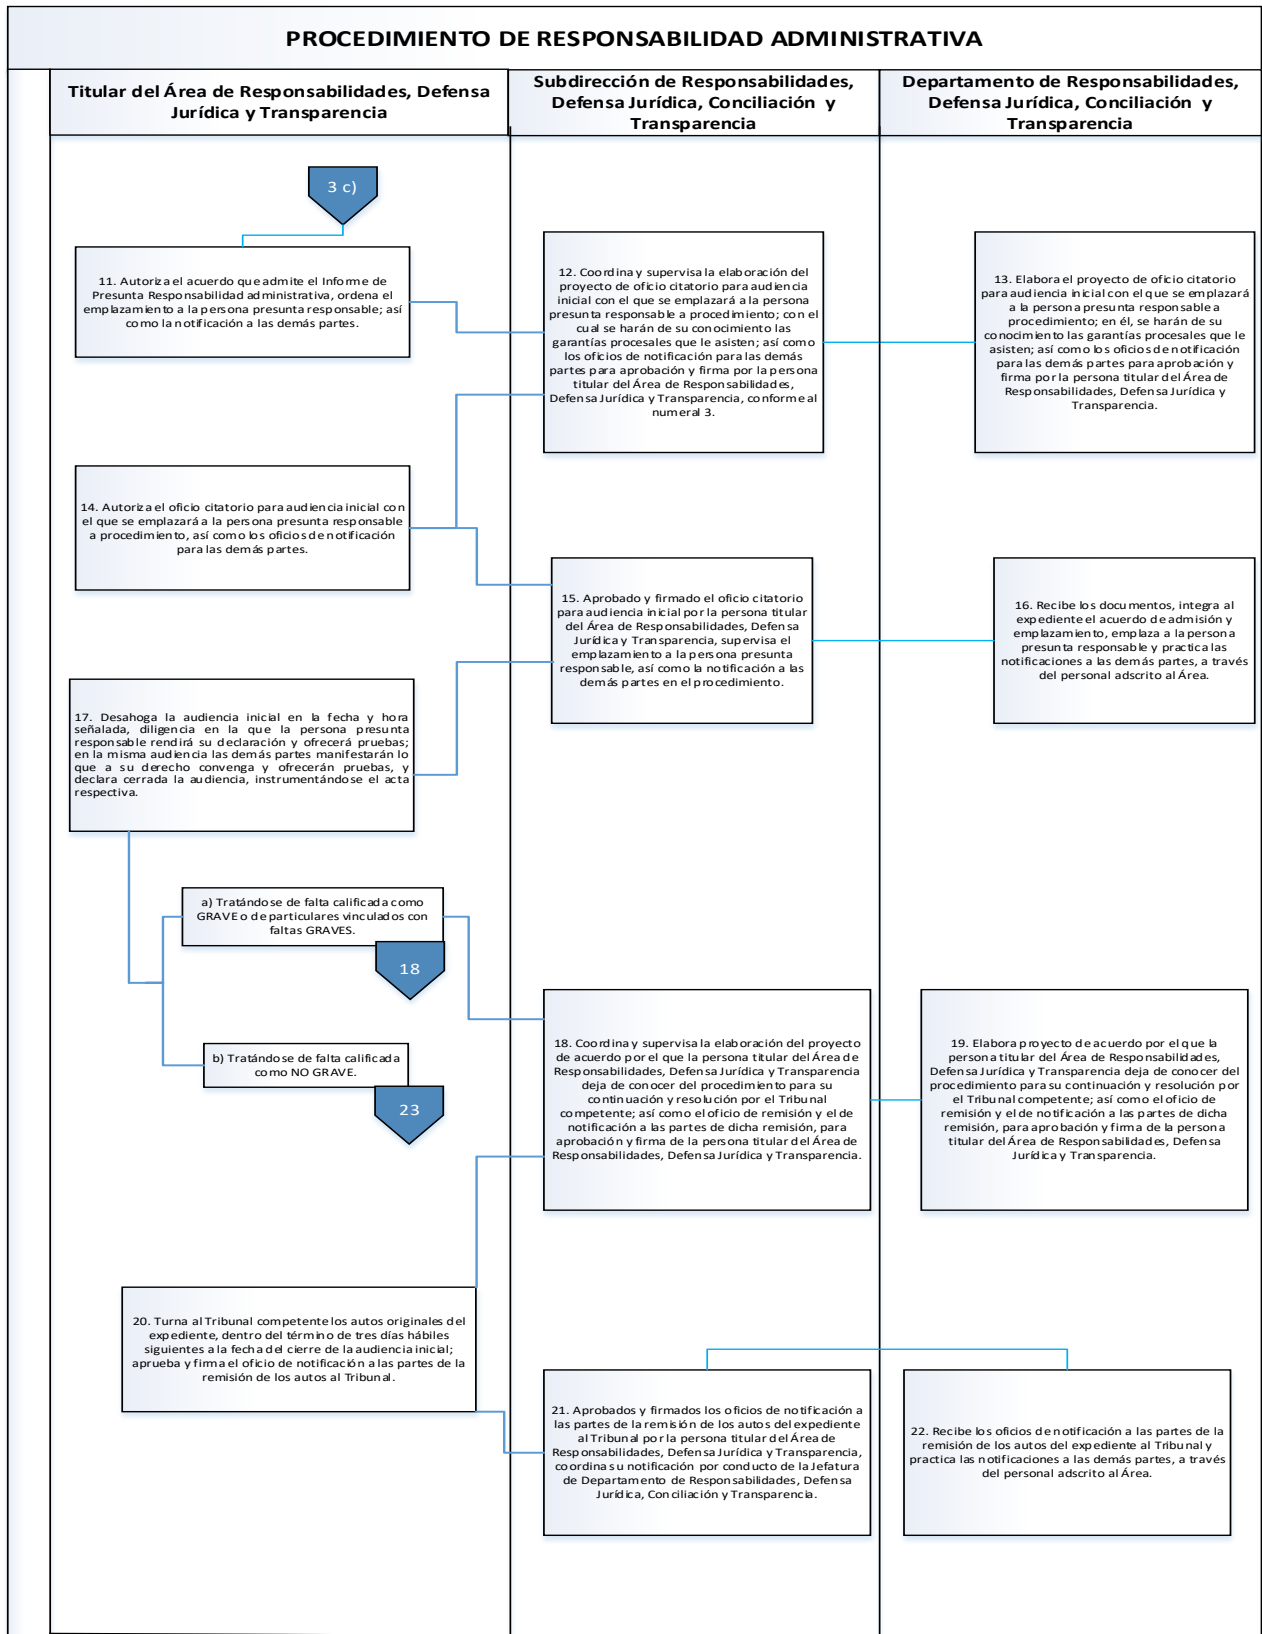 PROCEDIMIENTO DE RESPONSABILIDAD ADMINISTRATIVA
Titular del Área de Responsabilidades, Defensa
Jurídica y Transparencia
Subdirección de Responsabilidades,
Defensa Jurídica, Conciliación y
Transparencia
Departamento de Responsabilidades,
Defensa Jurídica, Conciliación y
Transparencia
3 c)
11. Autoriza el acuerdo que admite el Informe de
Presunta Responsabilidad administrativa, ordena el
emplazamiento a la persona presunta responsable; así
como la notificación a las demás partes.
12. Coordina y supervisa la elaboración del
proyecto de oficio citatorio para audiencia
inicial con el que se emplazará a la persona
presunta responsable a procedimiento; con el
cual se harán de su conocimiento las
garantías procesales que le asisten; así como
los oficios de notificación para las demás
partes para aprobación y firma por la persona
titular del Área de Responsabilidades,
Defensa Jurídica y Transparencia, conforme al
numeral 3.
13. Elabora el proyecto de oficio citatorio
para audiencia inicial con el que se emplazará
a la persona presunta responsable a
procedimiento; en él, se harán de su
conocimiento las garantías procesales que le
asisten; así como los oficios de notificación
para las demás partes para aprobación y
firma por la persona titular del Área de
Responsabilidades, Defensa Jurídica y
Transparencia.
14. Autoriza el oficio citatorio para audiencia inicial con
el que se emplazará a la persona presunta responsable
a procedimiento, así como los oficios de notificación
para las demás partes.
15. Aprobado y firmado el oficio citatorio
para audiencia inicial por la persona titular
del Área de Responsabilidades, Defensa
Jurídica y Transparencia, supervisa el
emplazamiento a la persona presunta
responsable, así como la notificación a las
demás partes en el procedimiento.
16. Recibe los documentos, integra al
expediente el acuerdo de admisión y
emplazamiento, emplaza a la persona
presunta responsable y practica las
notificaciones a las demás partes, a través
del personal adscrito al Área.
17. Desahoga la audiencia inicial en la fecha y hora
señalada, diligencia en la que la persona presunta
responsable rendirá su declaración y ofrecerá pruebas;
en la misma audiencia las demás partes manifestarán lo
que a su derecho convenga y ofrecerán pruebas, y
declara cerrada la audiencia, instrumentándose el acta
respectiva.
a) Tratándose de falta calificada como
GRAVE o de particulares vinculados con
faltas GRAVES.
18
b) Tratándose de falta calificada
como NO GRAVE.
23
18. Coordina y supervisa la elaboración del proyecto
de acuerdo por el que la persona titular del Área de
Responsabilidades, Defensa Jurídica y Transparencia
deja de conocer del procedimiento para su
continuación y resolución por el Tribunal
competente; así como el oficio de remisión y el de
notificación a las partes de dicha remisión, para
aprobación y firma de la persona titular del Área de
Responsabilidades, Defensa Jurídica y Transparencia.
19. Elabora proyecto de acuerdo por el que la
persona titular del Área de Responsabilidades,
Defensa Jurídica y Transparencia deja de conocer del
procedimiento para su continuación y resolución por
el Tribunal competente; así como el oficio de
remisión y el de notificación a las partes de dicha
remisión, para aprobación y firma de la persona
titular del Área de Responsabilidades, Defensa
Jurídica y Transparencia.
20. Turna al Tribunal competente los autos originales del
expediente, dentro del término de tres días hábiles
siguientes a la fecha del cierre de la audiencia inicial;
aprueba y firma el oficio de notificación a las partes de la
remisión de los autos al Tribunal.
21. Aprobados y firmados los oficios de notificación a
las partes de la remisión de los autos del expediente
al Tribunal por la persona titular del Área de
Responsabilidades, Defensa Jurídica y Transparencia,
coordina su notificación por conducto de la Jefatura
de Departamento de Responsabilidades, Defensa
Jurídica, Conciliación y Transparencia.
22. Recibe los oficios de notificación a las partes de la
remisión de los autos del expediente al Tribunal y
practica las notificaciones a las demás partes, a través
del personal adscrito al Área.